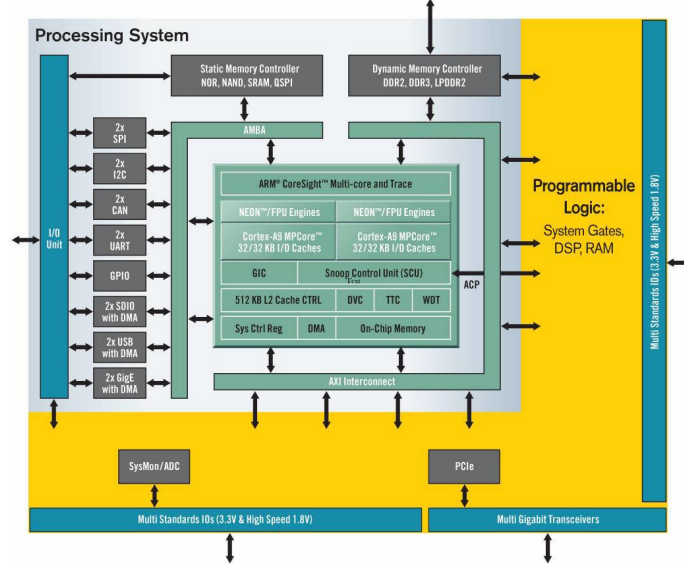 Processing System
Static Memory Controller
NOR, NAND, SRAM, QSPI
Dynamic Memory Controller
DDR2, DDR3, LPDDR2
AMBA
2x
SPI
2x
I2C
2x
CAN
2x
UART
GPIO
2x SDIO
with DMA
2x USB
with DMA
2x GigE
with DMA
I/O
Unit
ARM® CoreSight™ Multi-core and Trace
NEON™/FPU Engines
NEON™/FPU Engines
Cortex-A9 MPCore™
32/32 KB I/D Caches
Cortex-A9 MPCore™
32/32 KB I/D Caches
GIC
Snoop Control Unit (SCU)
Text
512 KB L2 Cache CTRL
DVC
TTC
WDT
Sys Ctrl Reg
DMA
On-Chip Memory
ACP
AXI Interconnect
Programmable
Logic:
System Gates,
DSP, RAM
Multi Standards IOs (3.3V & High Speed 1.8V)
SysMon/ADC
PCIe
Multi Standards IOs (3.3V & High Speed 1.8V)
Multi Gigabit Transceivers